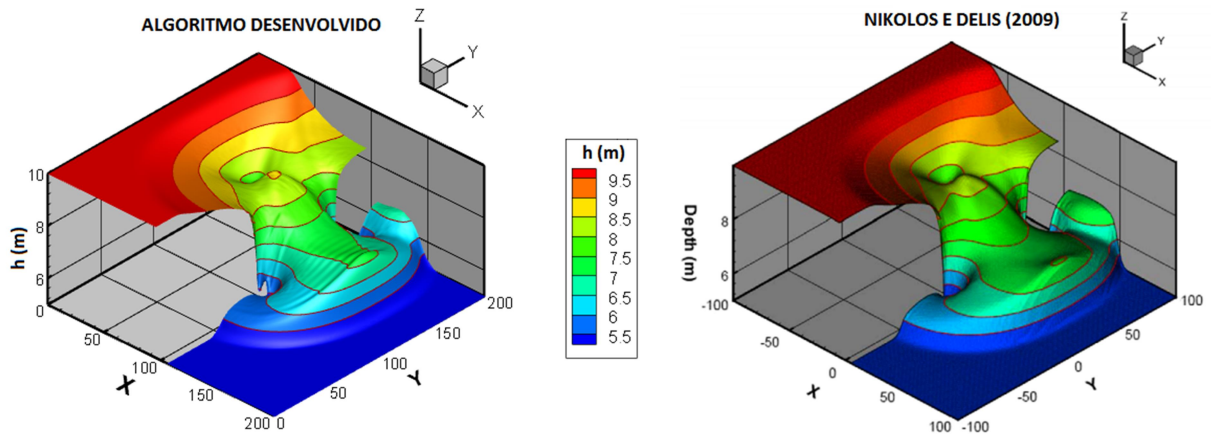 ALGORITMO DESENVOLVIDO
Z
Y
X
10
8
6
0
h (m)
50
100
150
200
X
0
50
100
150
200
Y
h (m)
9.5
9
8.5
8
7.5
7
6.5
6
5.5
NIKOLOS E DELIS (2009)
Z
Y
X
8
6
Depth (m)
-100
-50
0
50
100
X
-100
-50
0
50
100
Y